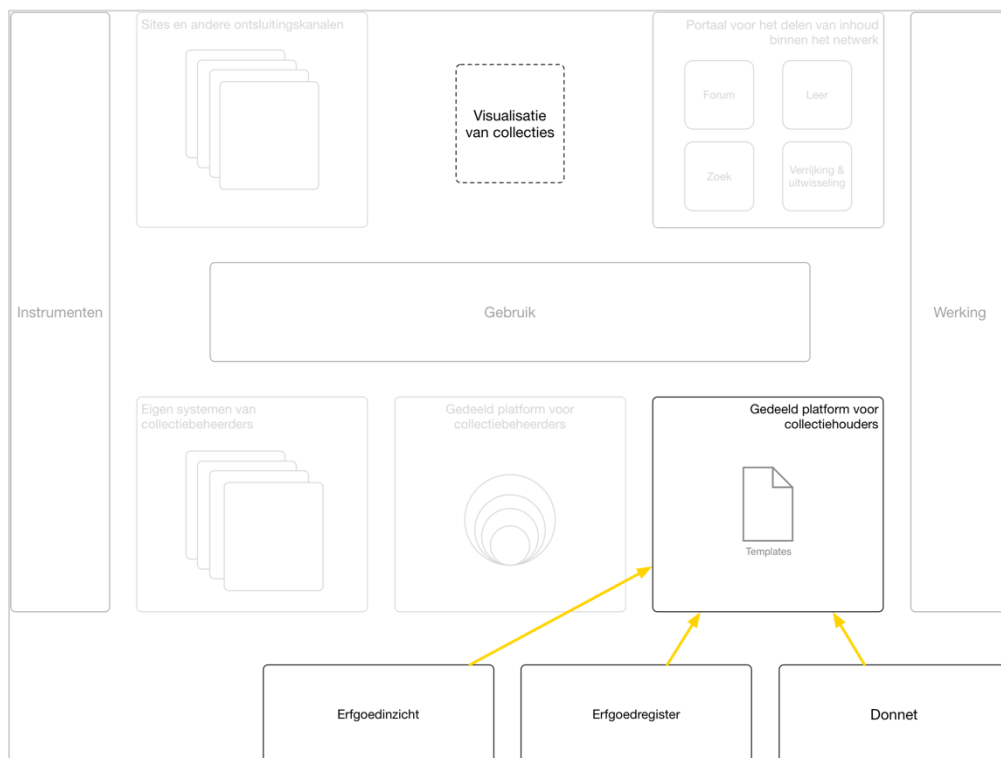 Sites en andere ontsluitingskanalen
Portaal voor het delen van inhoud
binnen het netwerk
Visualisatie
van collecties
Forum
Leer
Zoek
Verrijking &
uitwisseling
Instrumenten
Gebruik
Werking
Eigen systemen van
collectiebeheerders
Gedeeld platform voor
collectiebeheerders
Gedeeld platform voor
collectiehouders
Templates
Erfgoedinzicht
Erfgoedregister
Donnet